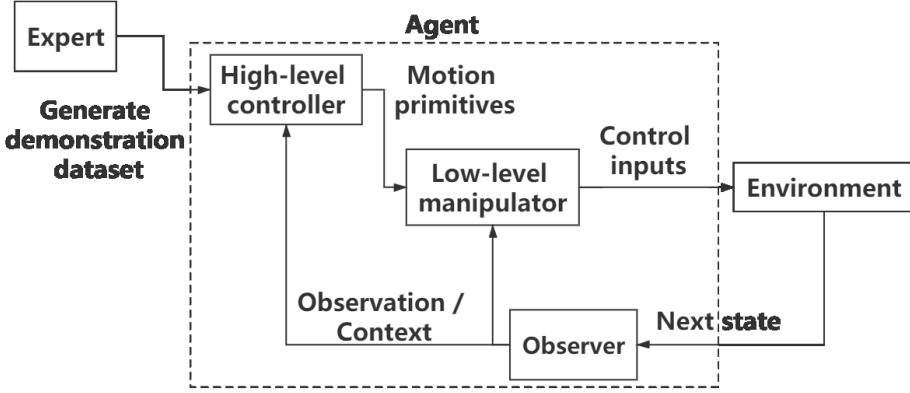 Agent
Expert
High-level
controller
Motion
primitives
Generate
demonstration
dataset
Control
inputs
Low-level
manipulator
Environment
Observation /
Context
Next state
Observer